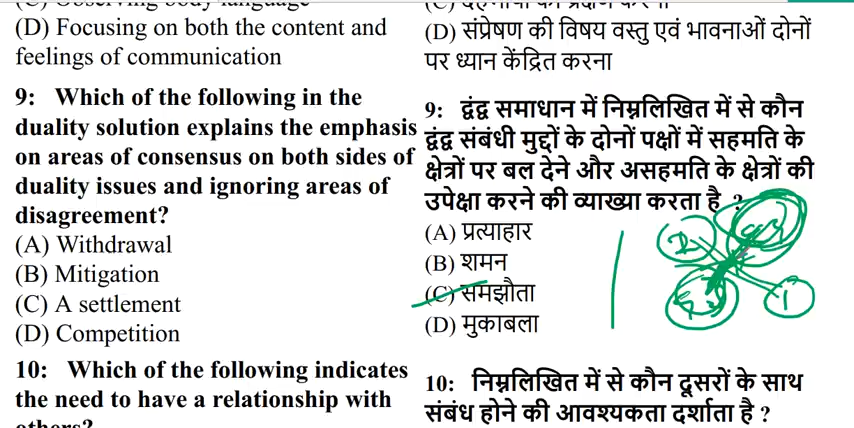 (D) Focusing on both the content and
feelings of communication
9: Which of the following in the
duality solution explains the emphasis
on areas of consensus on both sides of
duality issues and ignoring areas of
disagreement?
(A) Withdrawal
(B) Mitigation
(C) A settlement
(D) Competition
10: Which of the following indicates
the need to have a relationship with
others?
(D) संप्रेषण की विषय वस्तु एवं भावनाओं दोनों
पर ध्यान केंद्रित करना
9: द्वंद्व समाधान में निम्नलिखित में से कौन
द्वंद्व संबंधी मुद्दों के दोनों पक्षों में सहमति के
क्षेत्रों पर बल देने और असहमति के क्षेत्रों की
उपेक्षा करने की व्याख्या करता है ?
(A) प्रत्याहार
(B) शमन
(C) समझौता
(D) मुकाबला
10: निम्नलिखित में से कौन दूसरों के साथ
संबंध होने की आवश्यकता दर्शाता है ?